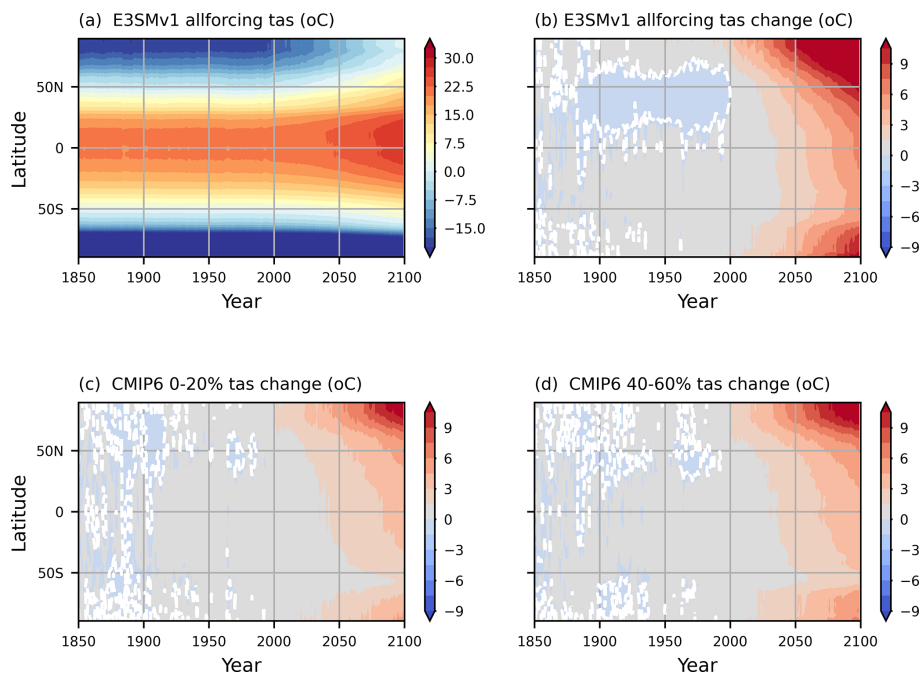 (a)  E3SMv1 allforcing tas (oC)
Latitude
50N
0
50S
1850 1900 1950 2000 2050 2100
Year
30.0
22.5
15.0
7.5
0.0
−7.5
−15.0
(b) E3SMv1 allforcing tas change (oC)
1850 1900 1950 2000 2050 2100
Year
9
6
3
0
−3
−6
−9
(c)  CMIP6 0-20% tas change (oC)
Latitude
50N
0
50S
1850 1900 1950 2000 2050 2100
Year
9
6
3
0
−3
−6
−9
(d)  CMIP6 40-60% tas change (oC)
1850 1900 1950 2000 2050 2100
Year
9
6
3
0
−3
−6
−9